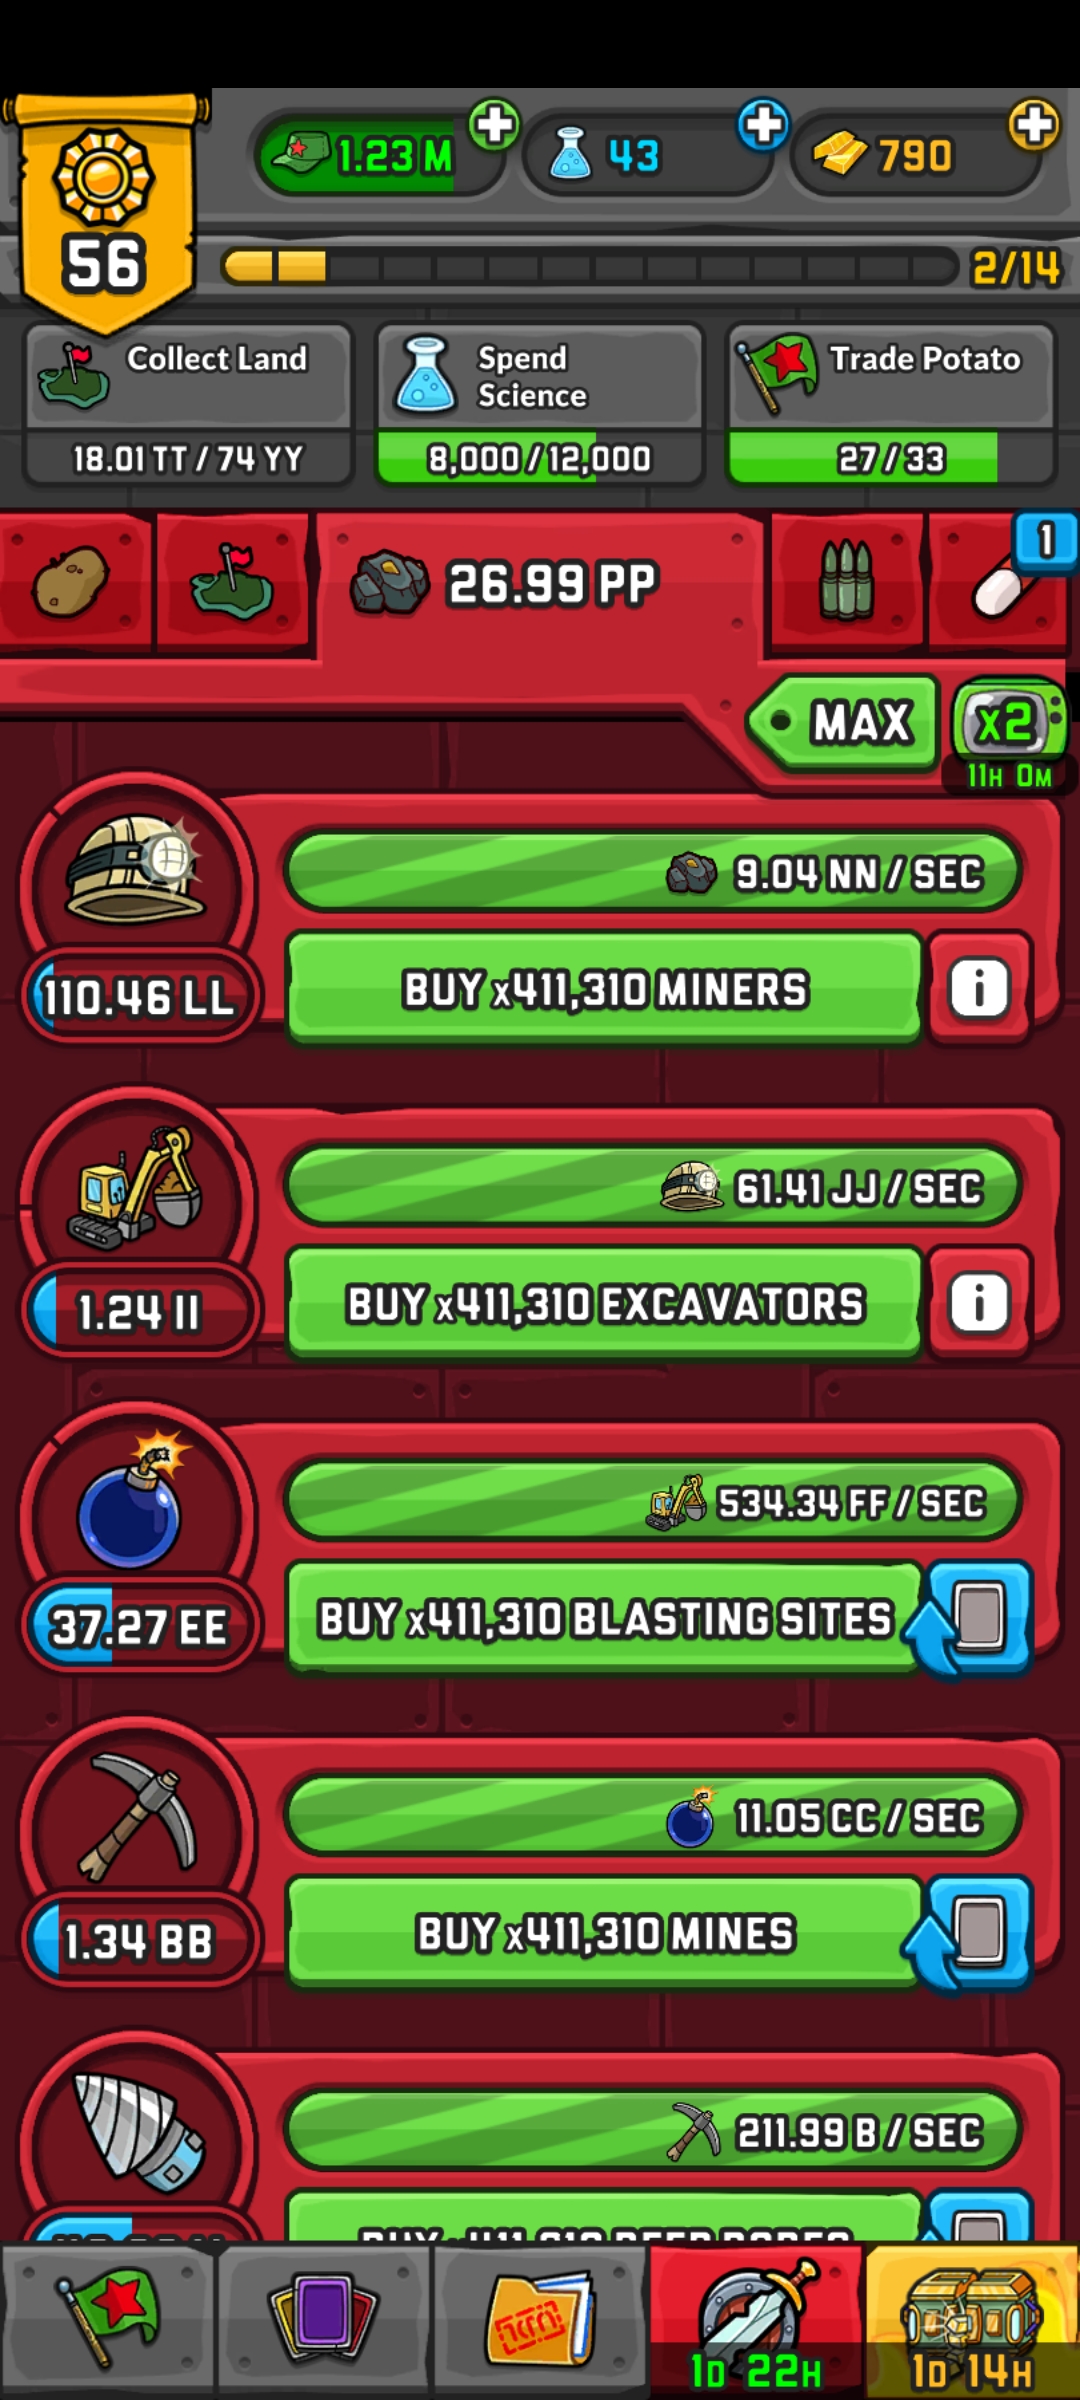 1.23 M
43
790
56
2/14
Collect Land
Spend
Science
Trade Potato
18.01 TT / 74 YY
8,000 / 12,000
27 / 33
26.99 PP
1
MAX
x2
11H 0M
9.04 NN / SEC
110.46 LL
BUY x411,310 MINERS
i
61.41 JJ / SEC
1.24 II
BUY x411,310 EXCAVATORS
i
534.34 FF / SEC
37.27 EE
BUY x411,310 BLASTING SITES
11.05 CC / SEC
1.34 BB
BUY x411,310 MINES
211.99 B / SEC
BUY x411,310
1D 22H
1D 14H